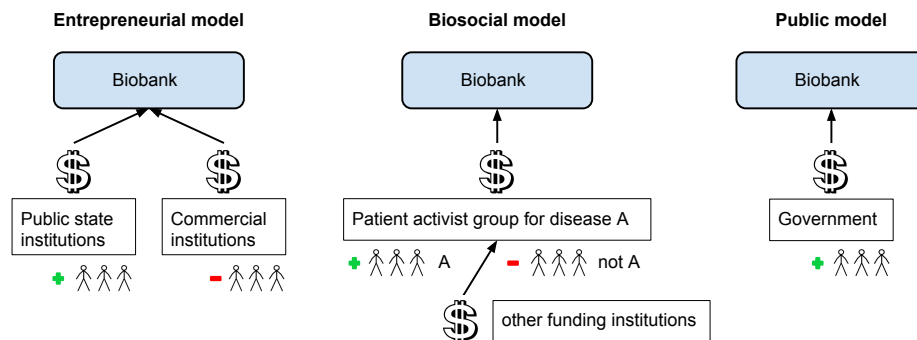 Entrepreneurial model
Biosocial model
Public model
Biobank
Biobank
Biobank
$
$
$
$
Public state
institutions
Commercial
institutions
Patient activist group for disease A
Government
+
-
+
A
-
not A
+
$
other funding institutions